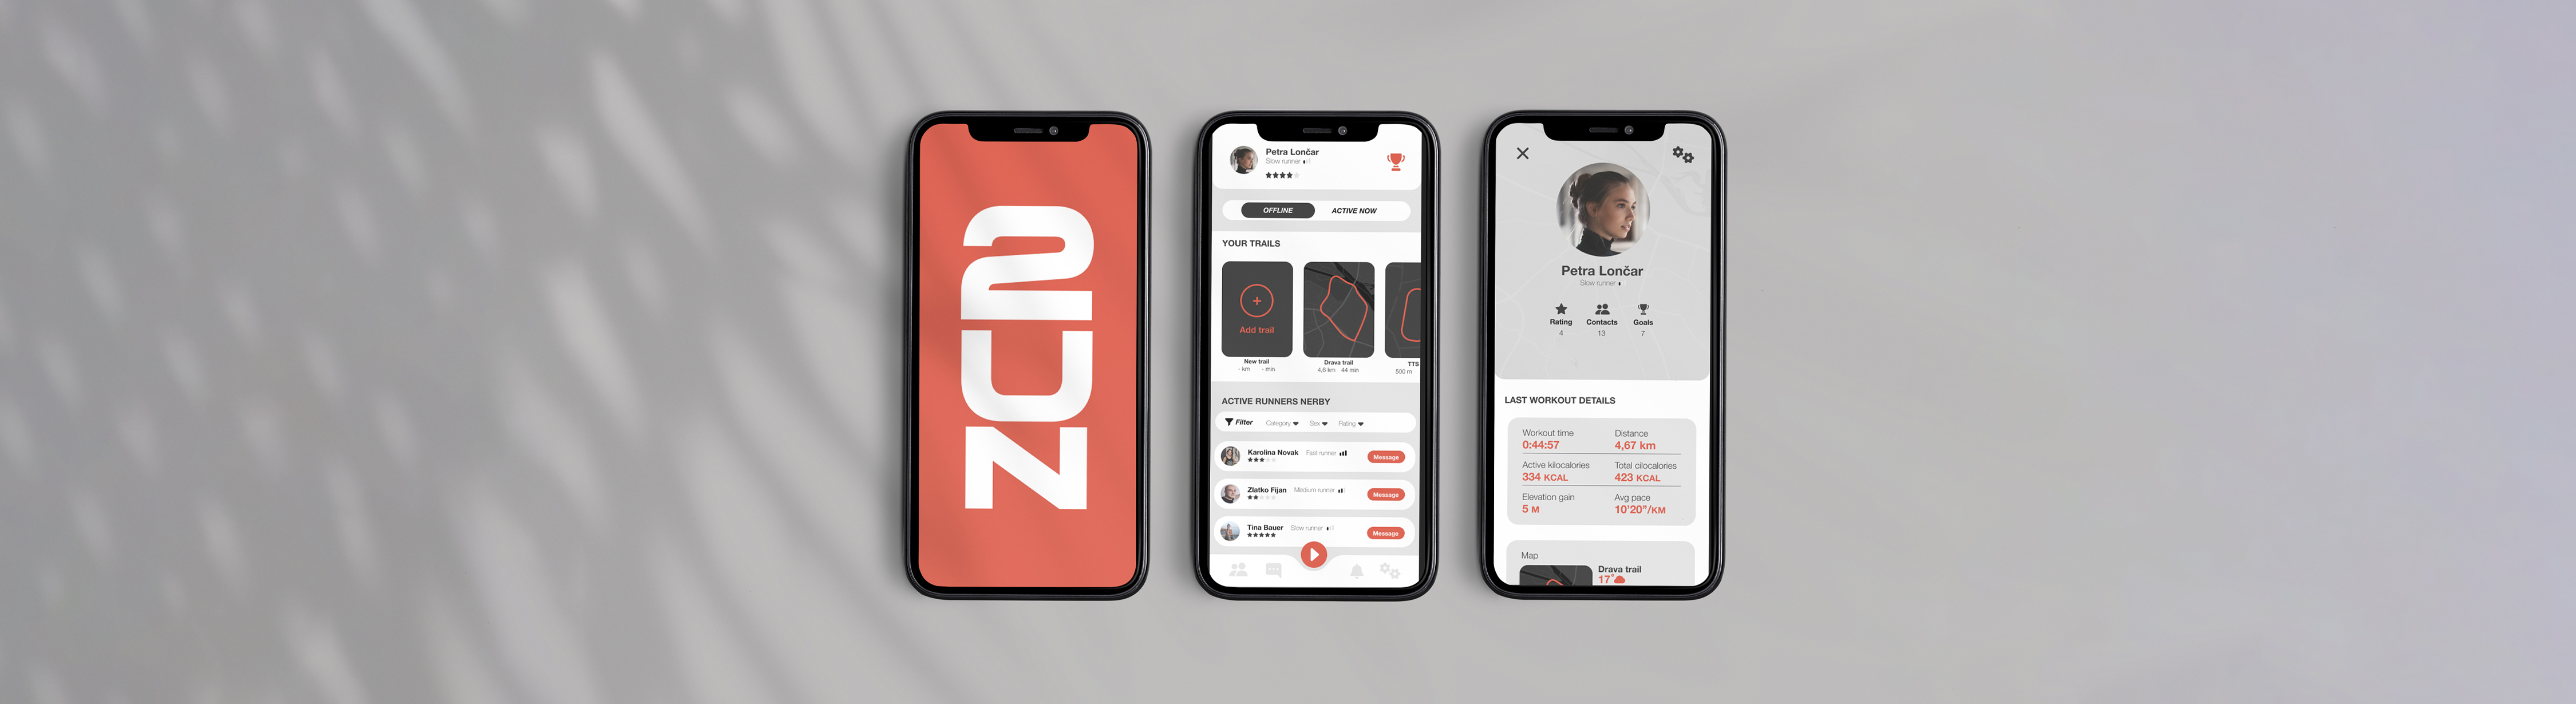 Petra Lončar
Slow runner
OFFLINE
ACTIVE NOW
YOUR TRAILS
Add trail
New trail
- km - min
Drava trail
4,6 km 44 min
TTS
500 m
ACTIVE RUNNERS NERBY
Filter Category Sex Rating
Karolina Novak Fast runner
Message
Zlatko Fijan Medium runner
Message
Tina Bauer Slow runner
Message
Petra Lončar
Slow runner
Rating Contacts Goals
4 13 7
LAST WORKOUT DETAILS
Workout time Distance
0:44:57 4,67 km
Active kilocalories Total cilocalories
334 KCAL 423 KCAL
Elevation gain Avg pace
5 M 10'20”/KM
Map
Drava trail
17°